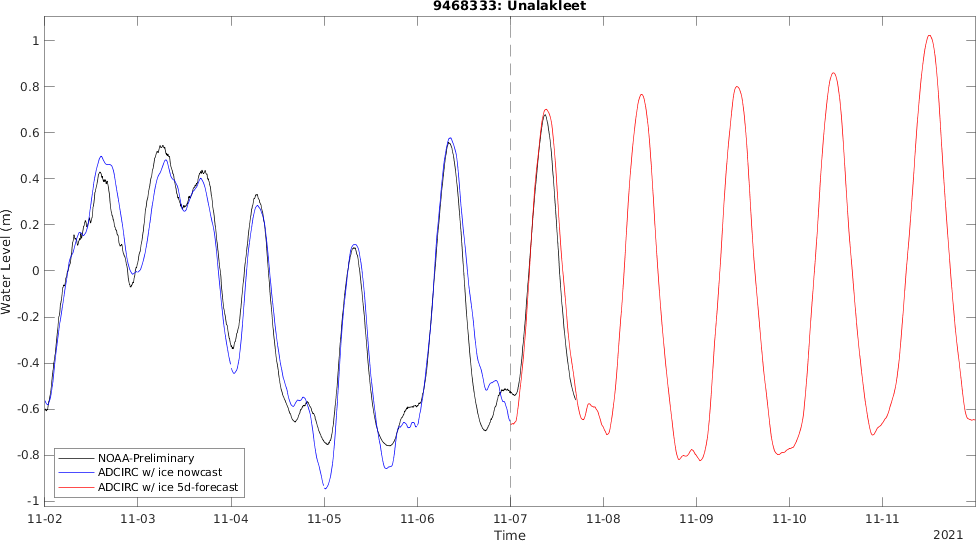 9468333: Unalakleet
Water Level (m)
1
0.8
0.6
0.4
0.2
0
-0.2
-0.4
-0.6
-0.8
-1
NOAA-Preliminary
ADCIRC w/ ice nowcast
ADCIRC w/ ice 5d-forecast
11-02 11-03 11-04 11-05 11-06 11-07 11-08 11-09 11-10 11-11
Time
2021